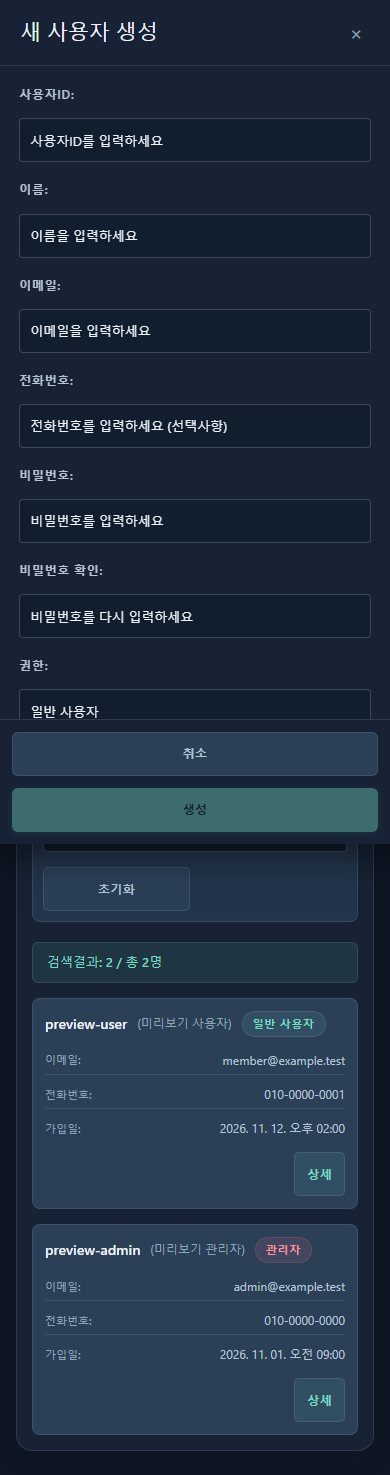 새 사용자 생성 ×
사용자ID:
사용자ID를 입력하세요
이름:
이름을 입력하세요
이메일:
이메일을 입력하세요
전화번호:
전화번호를 입력하세요 (선택사항)
비밀번호:
비밀번호를 입력하세요
비밀번호 확인:
비밀번호를 다시 입력하세요
권한:
일반 사용자
취소
생성
초기화
검색결과: 2 / 총 2명
preview-user (미리보기 사용자) 일반 사용자
이메일: member@example.test
전화번호: 010-0000-0001
가입일: 2026. 11. 12. 오후 02:00
상세
preview-admin (미리보기 관리자) 관리자
이메일: admin@example.test
전화번호: 010-0000-0000
가입일: 2026. 11. 01. 오전 09:00
상세